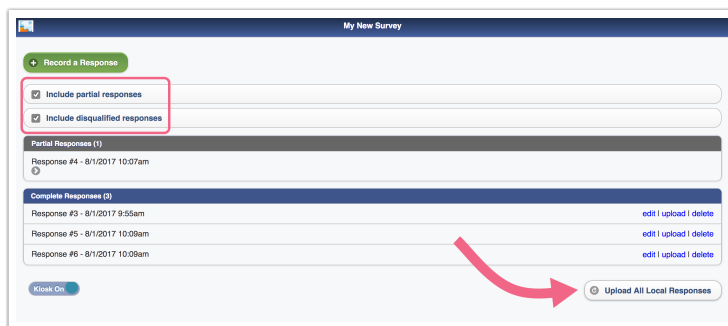 My New Survey
Record a Response
Include partial responses
Include disqualified responses
Partial Responses (1)
Response #4 - 8/1/2017 10:07am
Complete Responses (3)
Response #3 - 8/1/2017 9:55am edit | upload | delete
Response #5 - 8/1/2017 10:09am edit | upload | delete
Response #6 - 8/1/2017 10:09am edit | upload | delete
Kiosk On Upload All Local Responses